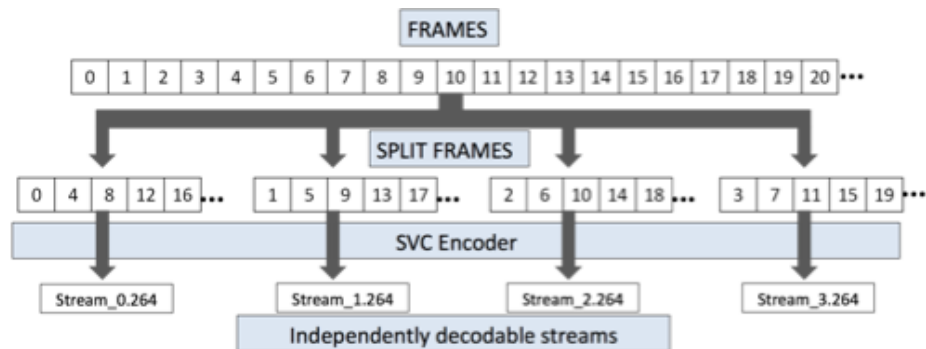 FRAMES
0 1 2 3 4 5 6 7 8 9 10 11 12 13 14 15 16 17 18 19 20 ...
SPLIT FRAMES
0 4 8 12 16 ... 1 5 9 13 17 ... 2 6 10 14 18 ... 3 7 11 15 19 ...
SVC Encoder
Stream_0.264 Stream_1.264 Stream_2.264 Stream_3.264
Independently decodable streams